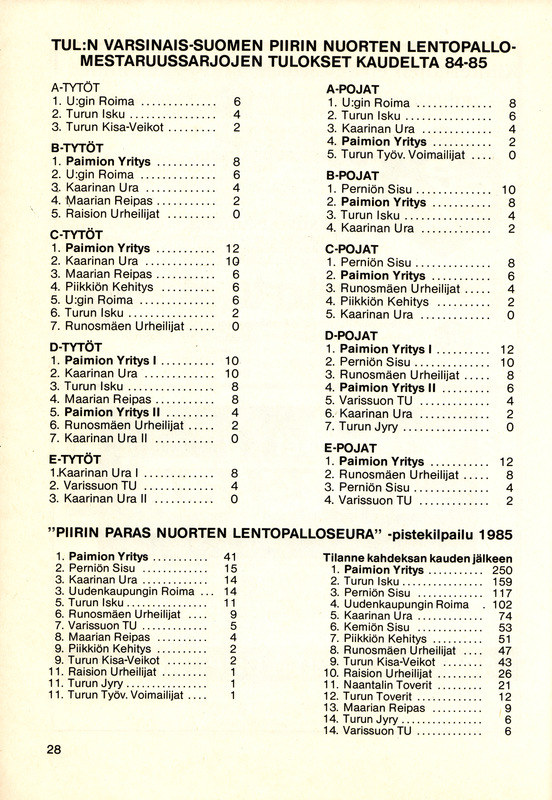 TUL:N VARSINAIS-SUOMEN PIIRIN NUORTEN LENTOPALLO-
MESTARUUSSARJOJEN TULOKSET KAUDELTA 84-85
A-TYTÖT
1. U:gin Roima .............. 6
2. Turun Isku ................ 4
3. Turun Kisa-Veikot ......... 2
B-TYTÖT
1. Paimion Yritys ........... 8
2. U:gin Roima .............. 6
3. Kaarinan Ura ............. 4
4. Maarian Reipas ........... 2
5. Raision Urheilijat ......... 0
C-TYTÖT
1. Paimion Yritys ........... 12
2. Kaarinan Ura ............. 10
3. Maarian Reipas ........... 6
4. Piikkiön Kehitys .......... 6
5. U:gin Roima .............. 6
6. Turun Isku ................ 2
7. Runosmäen Urheilijat ..... 0
D-TYTÖT
1. Paimion Yritys I .......... 10
2. Kaarinan Ura ............. 10
3. Turun Isku ................ 8
4. Maarian Reipas ........... 8
5. Paimion Yritys II ......... 4
6. Runosmäen Urheilijat ..... 2
7. Kaarinan Ura II ........... 0
E-TYTÖT
1.Kaarinan Ura I ............ 8
2. Varissuon TU ............. 4
3. Kaarinan Ura II ........... 0
A-POJAT
1. U:gin Roima .............. 8
2. Turun Isku ................ 6
3. Kaarinan Ura ............. 4
4. Paimion Yritys ........... 2
5. Turun Työv. Voimailijat .... 0
B-POJAT
1. Perniön Sisu .............. 10
2. Paimion Yritys ........... 8
3. Turun Isku ................ 4
4. Kaarinan Ura ............. 2
C-POJAT
1. Perniön Sisu .............. 8
2. Paimion Yritys ........... 6
3. Runosmäen Urheilijat ..... 4
4. Piikkiön Kehitys .......... 2
5. Kaarinan Ura ............. 0
D-POJAT
1. Paimion Yritys I .......... 12
2. Perniön Sisu .............. 10
3. Runosmäen Urheilijat ..... 8
4. Paimion Yritys II ......... 6
5. Varissuon TU ............. 4
6. Kaarinan Ura ............. 2
7. Turun Jyry ................ 0
E-POJAT
1. Paimion Yritys ........... 12
2. Runosmäen Urheilijat ..... 8
3. Perniön Sisu .............. 4
4. Varissuon TU ............. 2
"PIIRIN PARAS NUORTEN LENTOPALLOSEURA" -pistekilpailu 1985
1. Paimion Yritys ........... 41
2. Perniön Sisu ............. 15
3. Kaarinan Ura ............. 14
3. Uudenkaupungin Roima ... 14
5. Turun Isku ................ 11
6. Runosmäen Urheilijat .... 9
7. Varissuon TU ............. 5
8. Maarian Reipas ........... 4
9. Piikkiön Kehitys .......... 2
9. Turun Kisa-Veikot ........ 2
11. Raision Urheilijat ......... 1
11. Turun Jyry ................ 1
11. Turun Työv. Voimailijat .... 1
Tilanne kahdeksan kauden jälkeen
1. Paimion Yritys ........... 250
2. Turun Isku ................ 159
3. Perniön Sisu ............. 117
4. Uudenkaupungin Roima . 102
5. Kaarinan Ura ............. 74
6. Kemiön Sisu .............. 53
7. Piikkiön Kehitys .......... 51
8. Runosmäen Urheilijat .... 47
9. Turun Kisa-Veikot ........ 43
10. Raision Urheilijat ......... 26
11. Naantalin Toverit ......... 21
12. Turun Toverit ............. 12
13. Maarian Reipas ........... 9
14. Turun Jyry ................ 6
14. Varissuon TU ............. 6
28